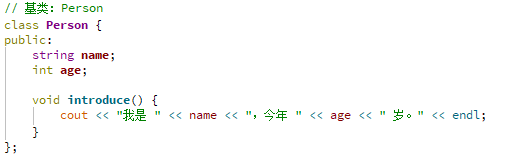 // 基类: Person
class Person {
public:
    string name;
    int age;

    void introduce() {
        cout << "我是 " << name << ", 今年 " << age << " 岁。" << endl;
    }
};